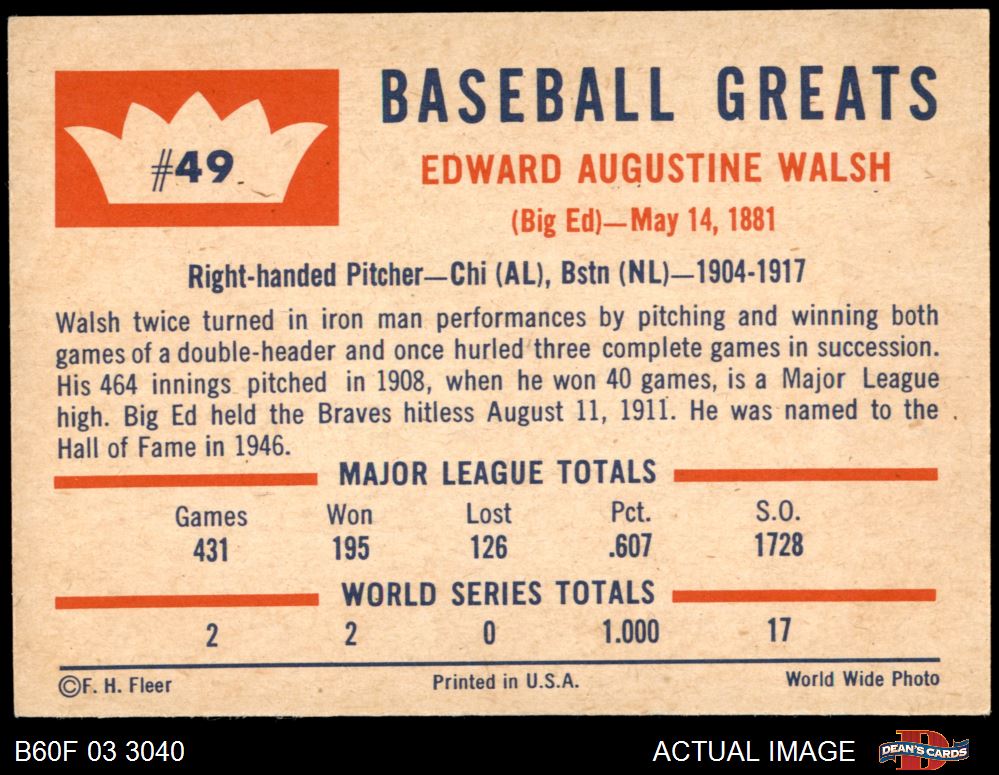 #49
BASEBALL GREATS
EDWARD AUGUSTINE WALSH
(Big Ed)—May 14, 1881
Right-handed Pitcher—Chi (AL), Bstn (NL)—1904-1917
Walsh twice turned in iron man performances by pitching and winning both
games of a double-header and once hurled three complete games in succession.
His 464 innings pitched in 1908, when he won 40 games, is a Major League
high. Big Ed held the Braves hitless August 11, 1911. He was named to the
Hall of Fame in 1946.
MAJOR LEAGUE TOTALS
Games Won Lost Pct. S.O.
431 195 126 .607 1728
WORLD SERIES TOTALS
2 2 0 1.000 17
©F. H. Fleer Printed in U.S.A. World Wide Photo
B60F 03 3040 ACTUAL IMAGE DEAN'S CARDS